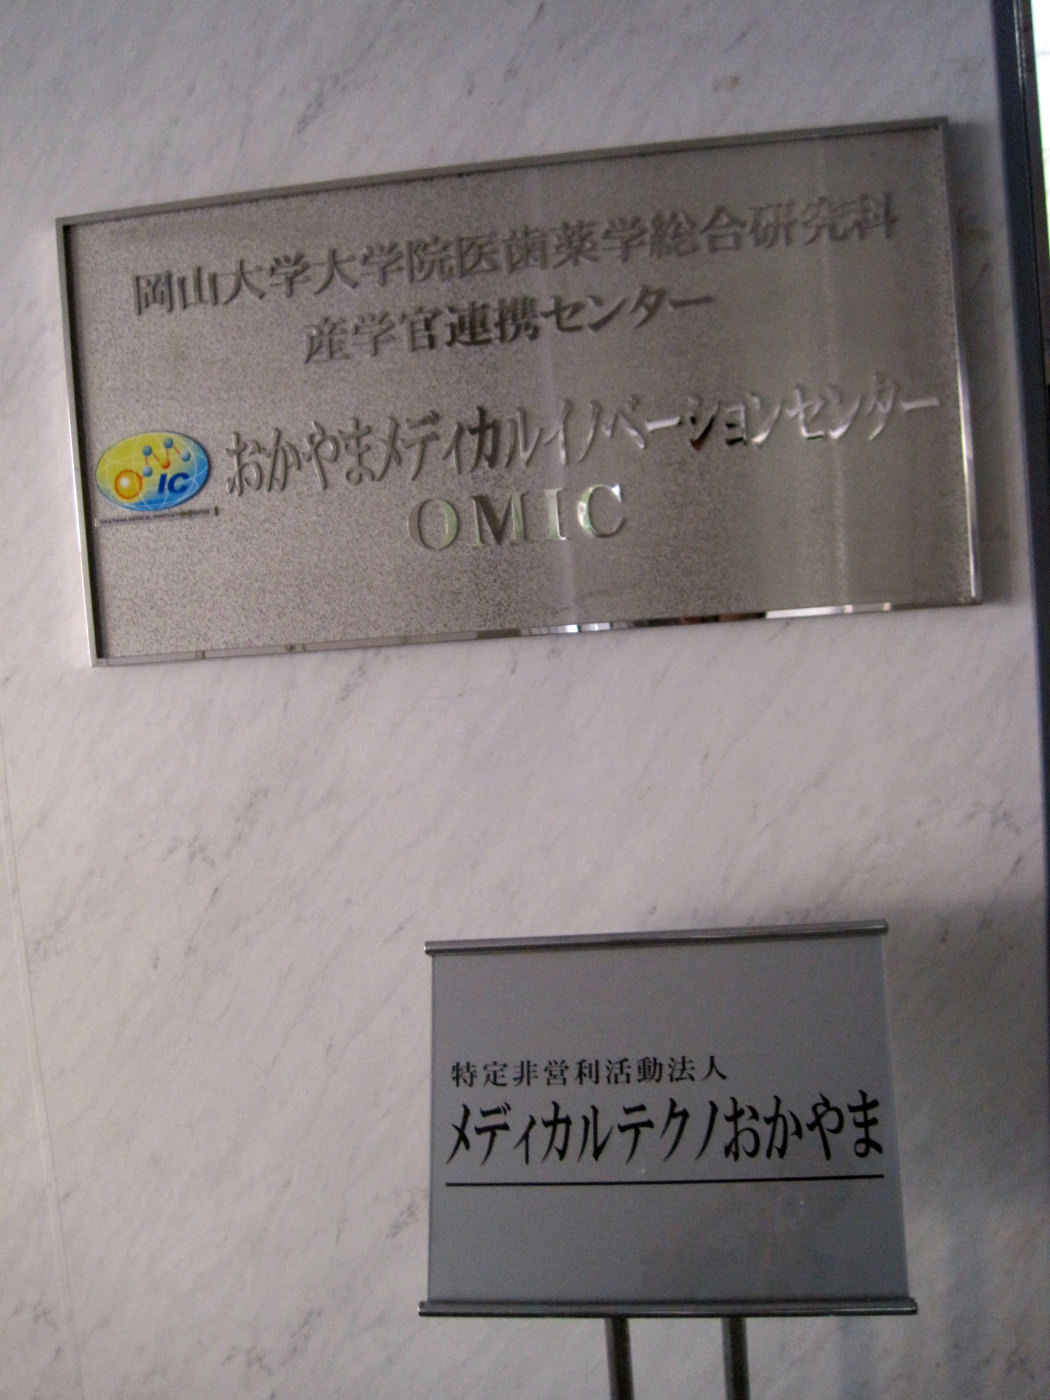 岡山大学大学院医歯薬学総合研究科
産学官連携センター
おかやまメディカルイノベーションセンター
OMIC
OMIC
特定非営利活動法人
メディカルテクノおかやま